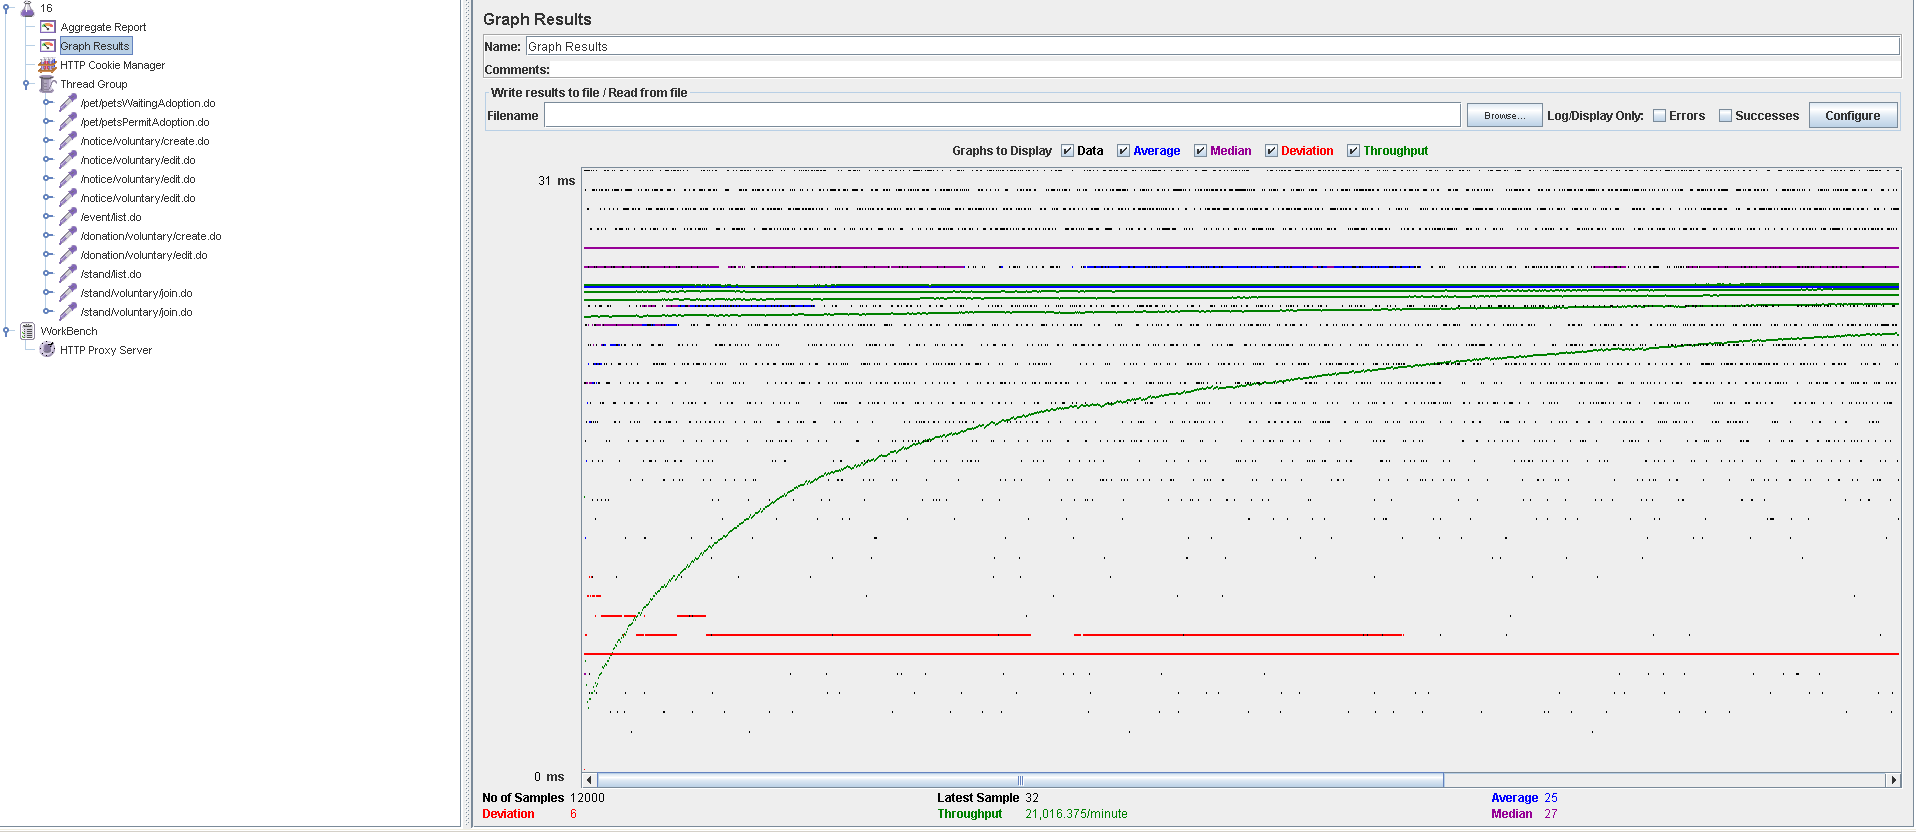 16
Aggregate Report
Graph Results
HTTP Cookie Manager
Thread Group
/pet/petsWaitingAdoption.do
/pet/petsPermitAdoption.do
/notice/voluntary/create.do
/notice/voluntary/edit.do
/notice/voluntary/edit.do
/notice/voluntary/edit.do
/event/list.do
/donation/voluntary/create.do
/donation/voluntary/edit.do
/stand/list.do
/stand/voluntary/join.do
/stand/voluntary/join.do
WorkBench
HTTP Proxy Server
Graph Results
Name: Graph Results
Comments:
Write results to file / Read from file
Filename Browse... Log/Display Only: Errors Successes Configure
Graphs to Display Data Average Median Deviation Throughput
31 ms
0 ms
No of Samples 12000 Latest Sample 32 Average 25
Deviation 6 Throughput 21,016.375/minute Median 27